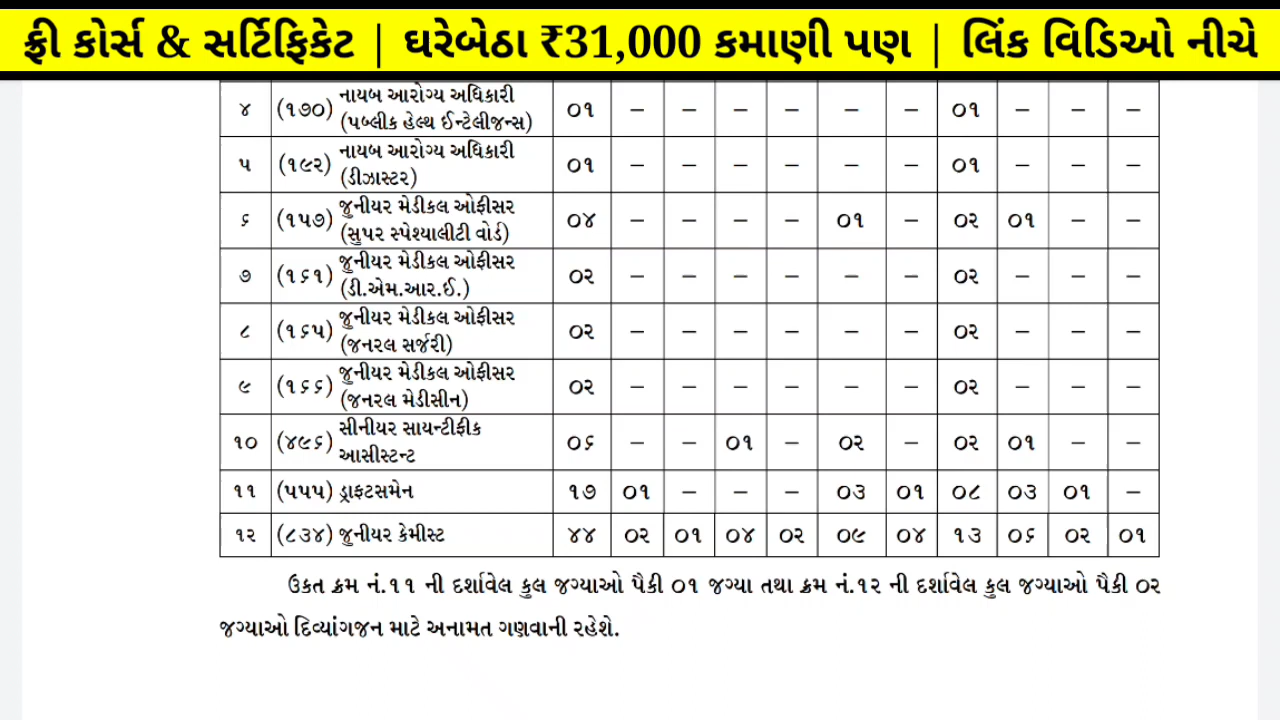 ફ્રી કોર્સ & સર્ટિફિકેટ | ઘરેબેઠા ₹31,000 કમાણી પણ | લિંક વિડિઓ નીચે
૪ (૧૭૦) નાયબ આરોગ્ય અધિકારી (પબ્લીક હેલ્થ ઈન્ટેલીજન્સ) ૦૧ – – – – – – ૦૧ – – –
૫ (૧૯૨) નાયબ આરોગ્ય અધિકારી (ડીઝાસ્ટર) ૦૧ – – – – – – ૦૧ – – –
૬ (૧૫૭) જુનીયર મેડીકલ ઓફીસર (સુપર સ્પેશ્યાલીટી વોર્ડ) ૦૪ – – – – ૦૧ – ૦૨ ૦૧ – –
૭ (૧૬૧) જુનીયર મેડીકલ ઓફીસર (ડી.એમ.આર.ઈ.) ૦૨ – – – – – – ૦૨ – – –
૮ (૧૬૫) જુનીયર મેડીકલ ઓફીસર (જનરલ સર્જરી) ૦૨ – – – – – – ૦૨ – – –
૯ (૧૬૬) જુનીયર મેડીકલ ઓફીસર (જનરલ મેડીસીન) ૦૨ – – – – – – ૦૨ – – –
૧૦ (૪૯૬) સીનીયર સાયન્ટીફીક આસીસ્ટન્ટ ૦૬ – – ૦૧ – ૦૨ – ૦૨ ૦૧ – –
૧૧ (૫૫૫) ડ્રાફટસમેન ૧૭ ૦૧ – – – ૦૩ ૦૧ ૦૮ ૦૩ ૦૧ –
૧૨ (૮૩૪) જુનીયર કેમીસ્ટ ૪૪ ૦૨ ૦૧ ૦૪ ૦૨ ૦૯ ૦૪ ૧૩ ૦૬ ૦૨ ૦૧
ઉકત ક્રમ નં.૧૧ ની દર્શાવેલ કુલ જગ્યાઓ પૈકી ૦૧ જગ્યા તથા ક્રમ નં.૧૨ ની દર્શાવેલ કુલ જગ્યાઓ પૈકી ૦૨
જગ્યાઓ દિવ્યાંગજન માટે અનામત ગણવાની રહેશે.